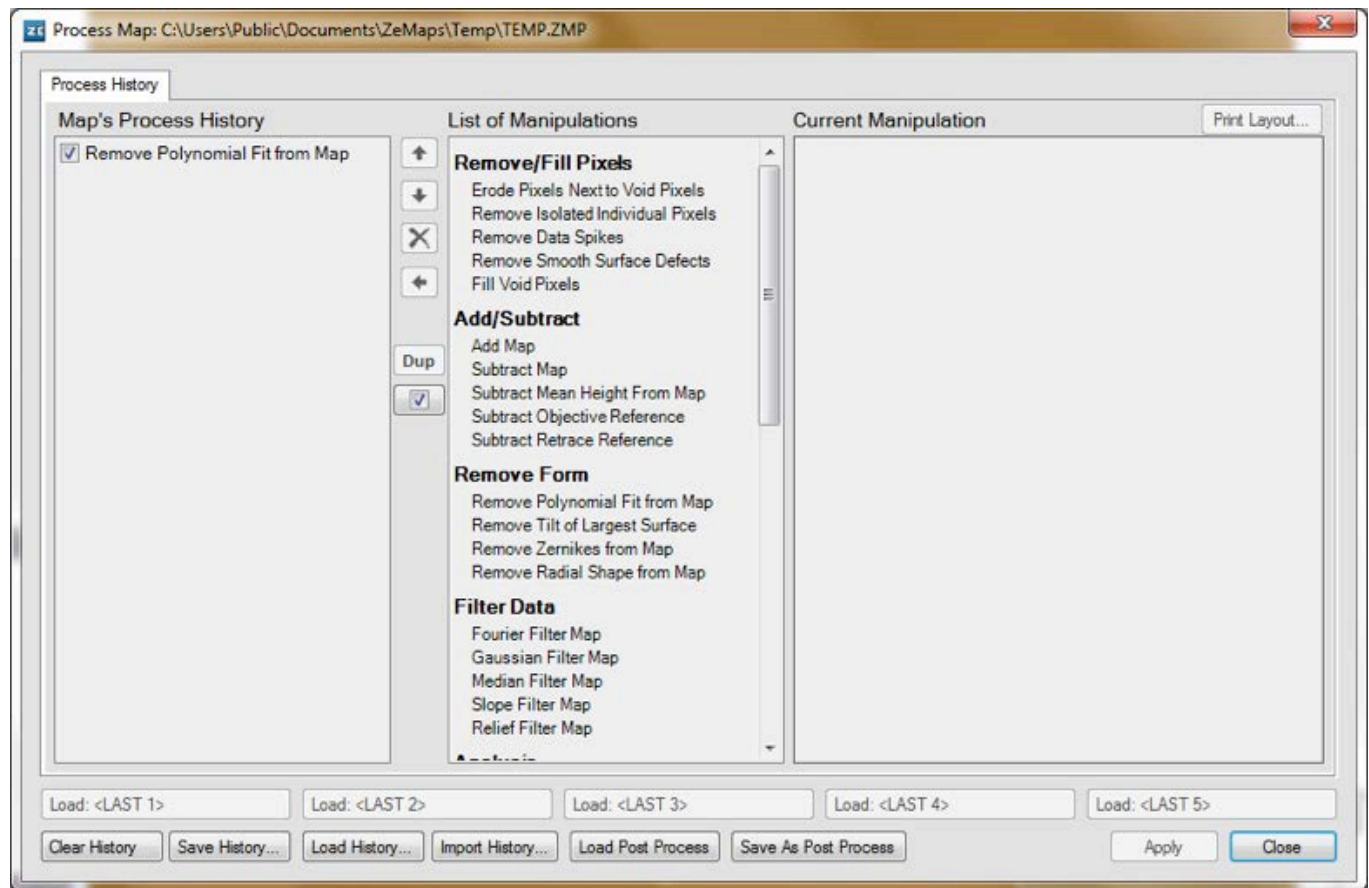 Process Map: C:\Users\Public\Documents\ZeMaps\Temp\TEMP.ZMP
Process History
Map's Process History
Remove Polynomial Fit from Map
Dup
List of Manipulations
Remove/Fill Pixels
Erode Pixels Next to Void Pixels
Remove Isolated Individual Pixels
Remove Data Spikes
Remove Smooth Surface Defects
Fill Void Pixels
Add/Subtract
Add Map
Subtract Map
Subtract Mean Height From Map
Subtract Objective Reference
Subtract Retrace Reference
Remove Form
Remove Polynomial Fit from Map
Remove Tilt of Largest Surface
Remove Zernikes from Map
Remove Radial Shape from Map
Filter Data
Fourier Filter Map
Gaussian Filter Map
Median Filter Map
Slope Filter Map
Relief Filter Map
Current Manipulation
Print Layout...
Load: <LAST 1>
Load: <LAST 2>
Load: <LAST 3>
Load: <LAST 4>
Load: <LAST 5>
Clear History
Save History...
Load History...
Import History...
Load Post Process
Save As Post Process
Apply
Close